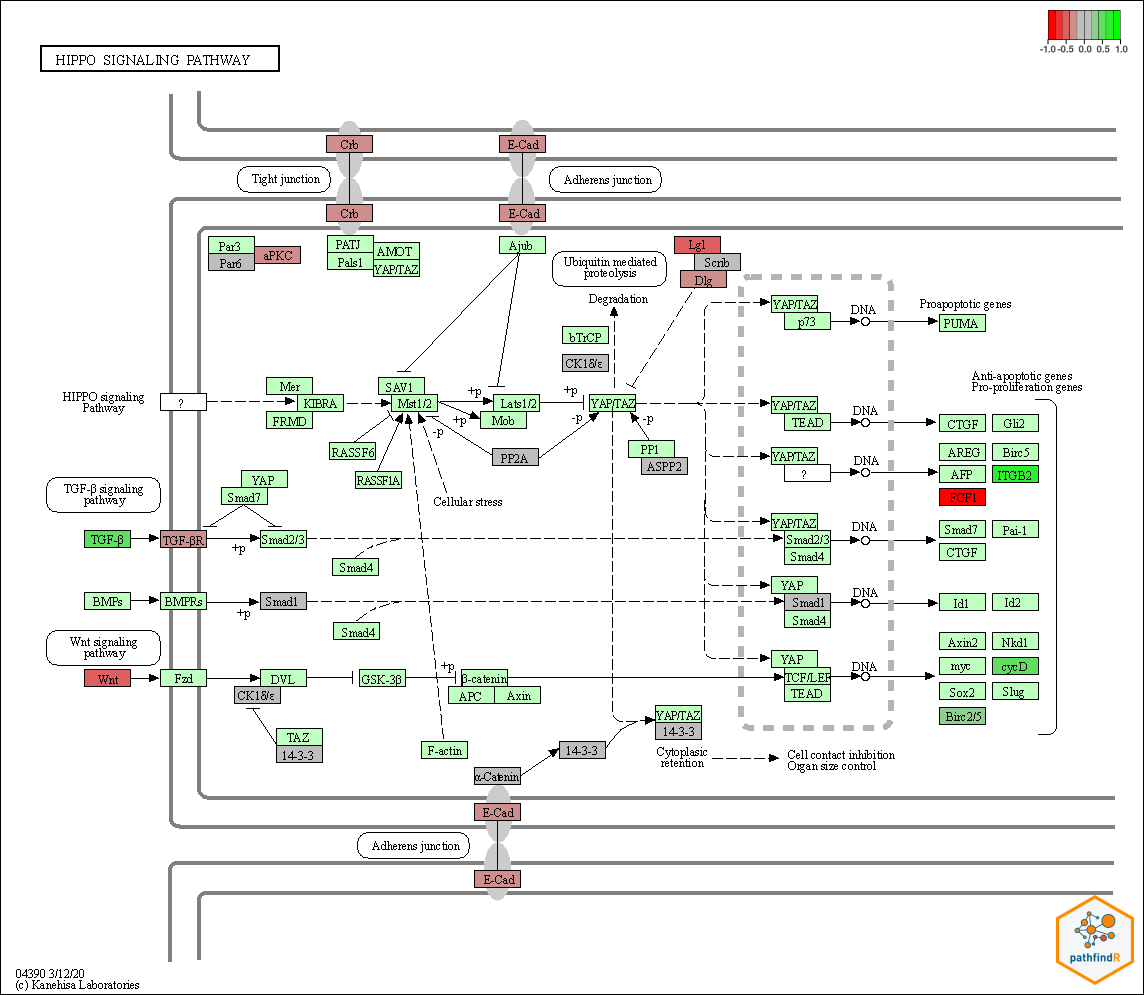 HIPPO SIGNALING PATHWAY
-1.0 -0.5 0.0 0.5 1.0
Crb
E-Cad
Tight junction
Adherens junction
Crb
E-Cad
Par3
Par6
aPKC
PATJ
Pals1
AMOT
YAP/TAZ
Ajub
Ubiquitin mediated
proteolysis
Degradation
Lgl
Scrib
Dlg
bTrCP
CK1δ/ε
YAP/TAZ
p73
DNA
Proapoptotic genes
PUMA
HIPPO signaling
Pathway
?
Mer
KIBRA
FRMD
SAV1
Mst1/2
+p
+p
-p
Lats1/2
Mob
+p
-p
YAP/TAZ
-p
RASSF6
RASSF1A
PP2A
PP1
ASPP2
Cellular stress
YAP/TAZ
TEAD
DNA
Anti-apoptotic genes
Pro-proliferation genes
CTGF
Gli2
YAP/TAZ
?
DNA
AREG
Birc5
AFP
ITGB2
FGF1
TGF-β signaling
pathway
YAP
Smad7
TGF-β
TGF-βR
+p
Smad2/3
Smad4
YAP/TAZ
Smad2/3
Smad4
DNA
Smad7
Pai-1
CTGF
BMPs
BMPRs
+p
Smad1
Smad4
YAP
Smad1
Smad4
DNA
Id1
Id2
Wnt signaling
pathway
Wnt
Fzd
DVL
CK1δ/ε
GSK-3β
+p
β-catenin
APC
Axin
YAP
TCF/LEF
TEAD
DNA
Axin2
Nkd1
myc
cycD
Sox2
Slug
Birc2/5
TAZ
14-3-3
F-actin
14-3-3
YAP/TAZ
14-3-3
Cytoplasic
retention
Cell contact inhibition
Organ size control
α-Catenin
E-Cad
Adherens junction
E-Cad
04390 3/12/20
(c) Kanehisa Laboratories
pathfindR